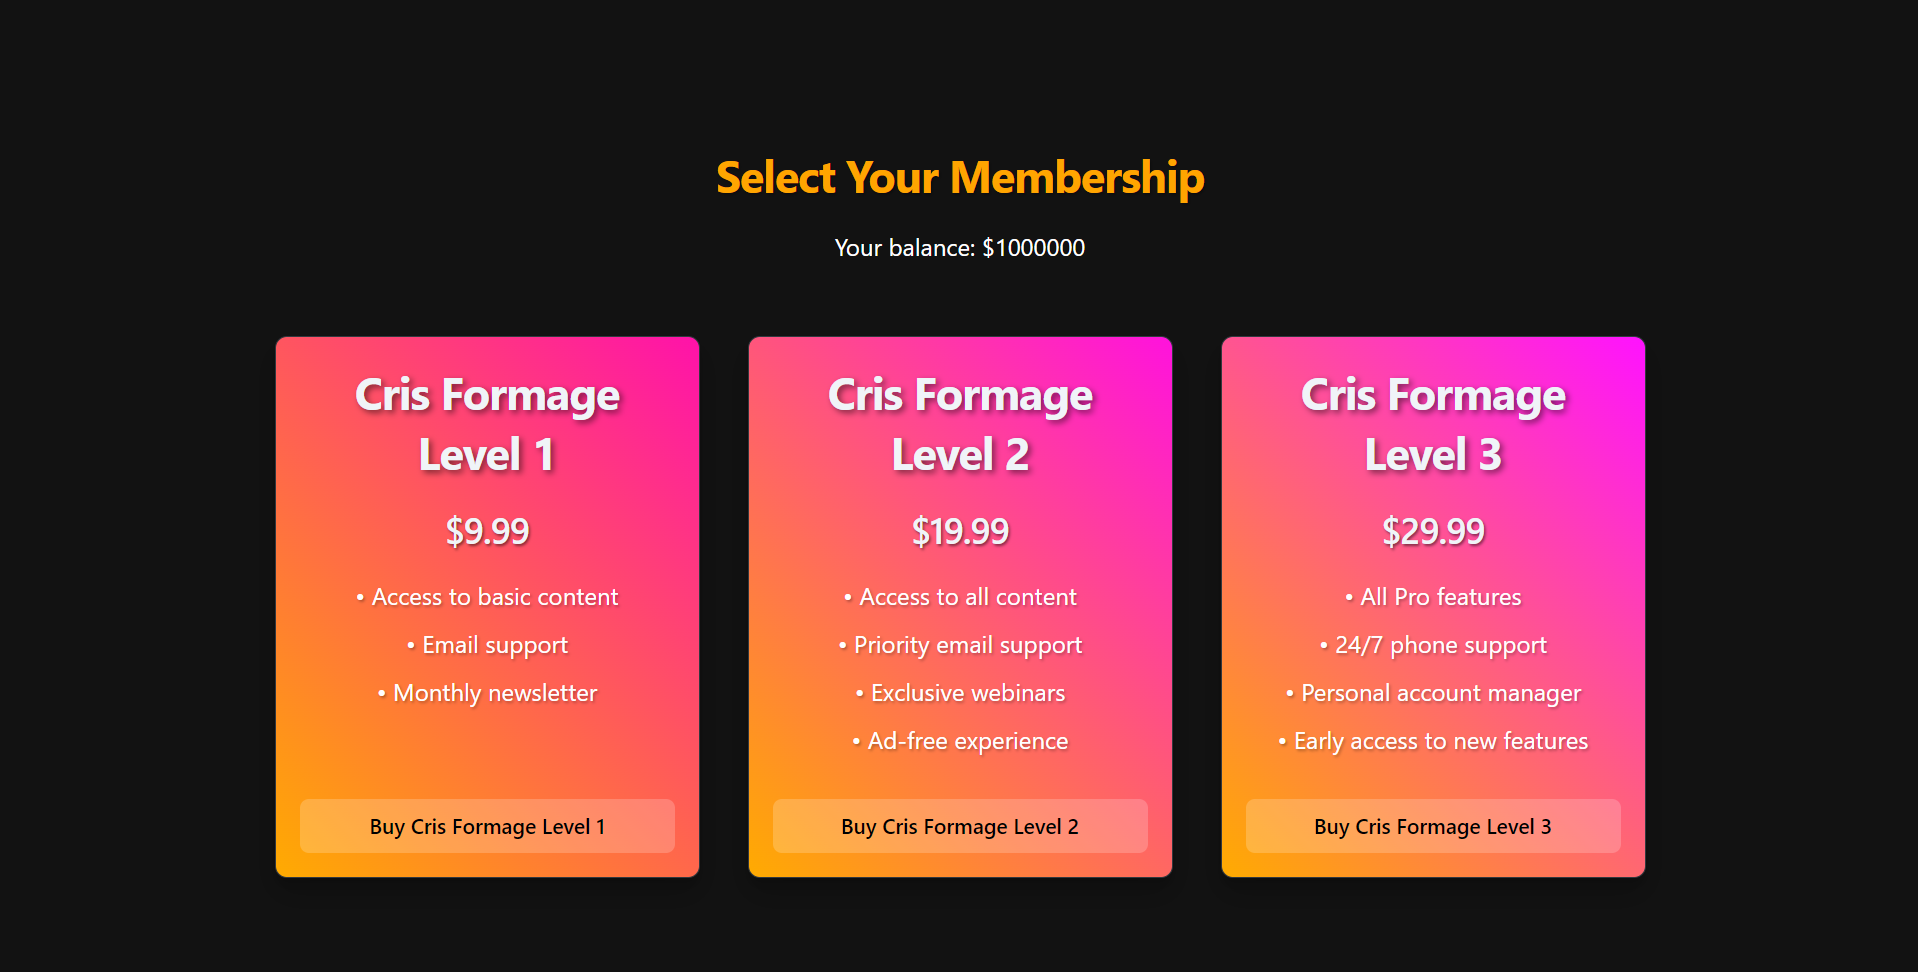 Select Your Membership
Your balance: $1000000
Cris Formage
Level 1
$9.99
• Access to basic content
• Email support
• Monthly newsletter
Buy Cris Formage Level 1
Cris Formage
Level 2
$19.99
• Access to all content
• Priority email support
• Exclusive webinars
• Ad-free experience
Buy Cris Formage Level 2
Cris Formage
Level 3
$29.99
• All Pro features
• 24/7 phone support
• Personal account manager
• Early access to new features
Buy Cris Formage Level 3